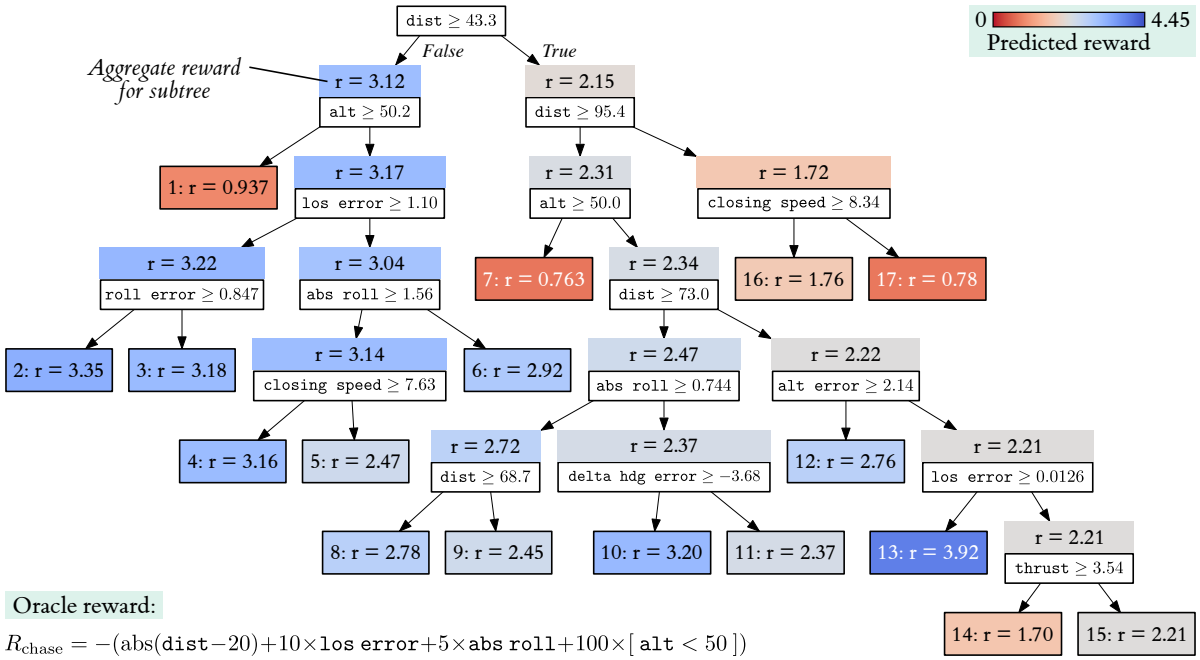 dist ≥ 43.3
0 4.45
Predicted reward
False True
Aggregate reward
for subtree
r = 3.12
alt ≥ 50.2
r = 2.15
dist ≥ 95.4
1: r = 0.937
r = 3.17
los error ≥ 1.10
r = 2.31
alt ≥ 50.0
r = 1.72
closing speed ≥ 8.34
r = 3.22
roll error ≥ 0.847
r = 3.04
abs roll ≥ 1.56
7: r = 0.763
r = 2.34
dist ≥ 73.0
16: r = 1.76
17: r = 0.78
2: r = 3.35
3: r = 3.18
r = 3.14
closing speed ≥ 7.63
6: r = 2.92
r = 2.47
abs roll ≥ 0.744
r = 2.22
alt error ≥ 2.14
4: r = 3.16
5: r = 2.47
r = 2.72
dist ≥ 68.7
r = 2.37
delta hdg error ≥ −3.68
12: r = 2.76
r = 2.21
los error ≥ 0.0126
8: r = 2.78
9: r = 2.45
10: r = 3.20
11: r = 2.37
13: r = 3.92
r = 2.21
thrust ≥ 3.54
14: r = 1.70
15: r = 2.21
Oracle reward:
R_chase = −(abs(dist−20)+10×los error+5×abs roll+100×[ alt < 50 ])